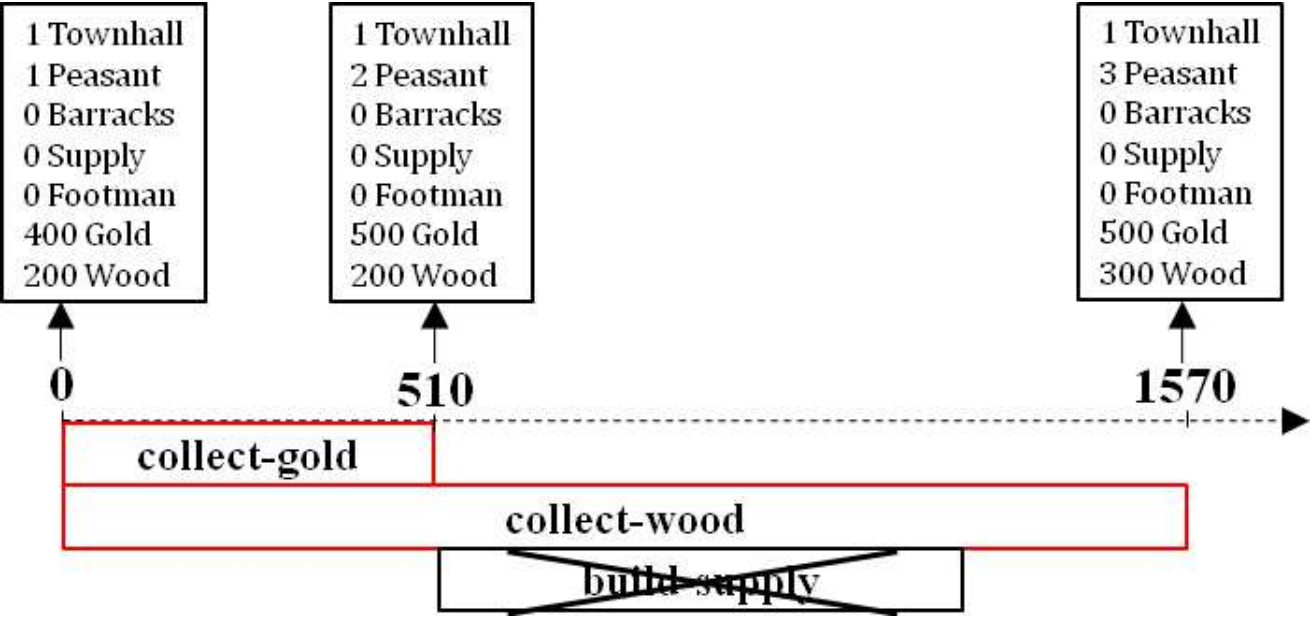 1 Townhall
1 Peasant
0 Barracks
0 Supply
0 Footman
400 Gold
200 Wood
1 Townhall
2 Peasant
0 Barracks
0 Supply
0 Footman
500 Gold
200 Wood
1 Townhall
3 Peasant
0 Barracks
0 Supply
0 Footman
500 Gold
300 Wood
0
510
1570
collect-gold
collect-wood
build-supply